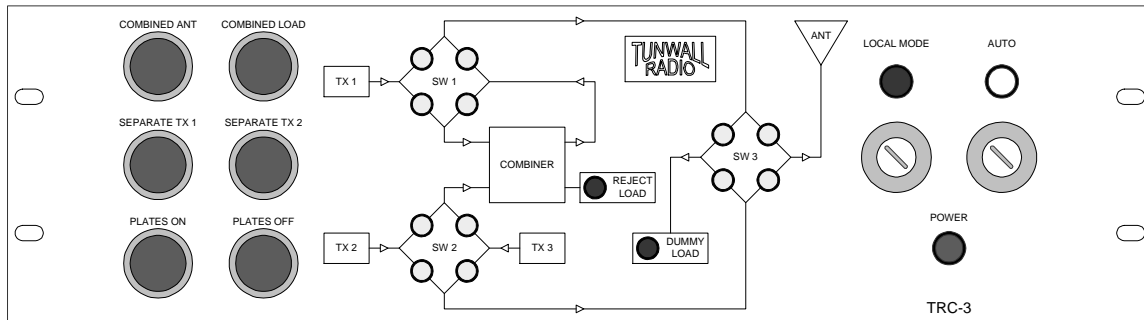 COMBINED ANT
COMBINED LOAD
SEPARATE TX 1
SEPARATE TX 2
PLATES ON
PLATES OFF
TX 1
SW 1
TUNWALL
RADIO
ANT
COMBINER
REJECT
LOAD
SW 3
TX 2
SW 2
TX 3
DUMMY
LOAD
LOCAL MODE
AUTO
POWER
TRC-3